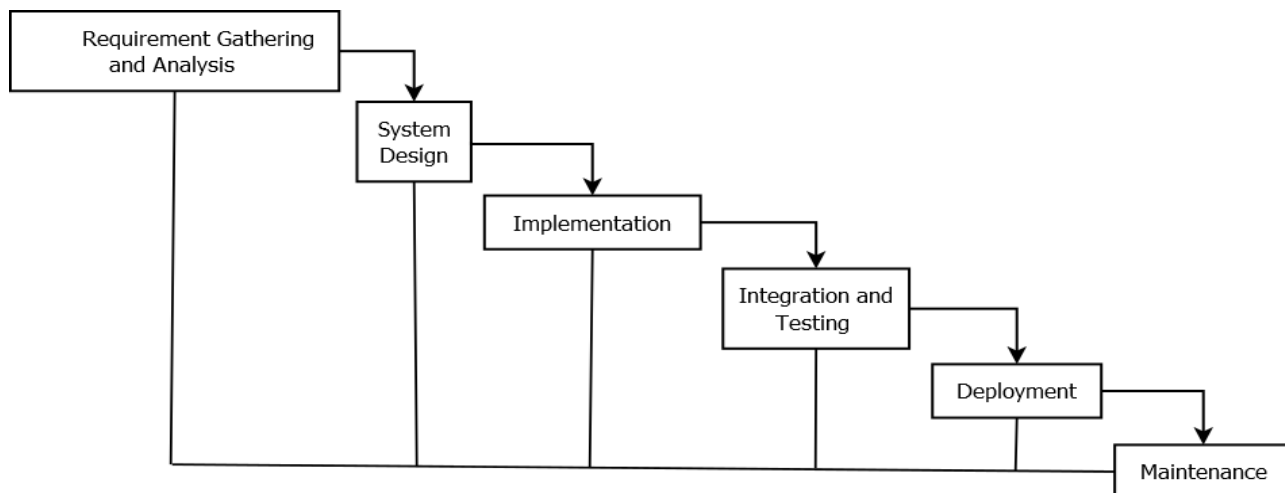 Requirement Gathering
and Analysis
System
Design
Implementation
Integration and
Testing
Deployment
Maintenance